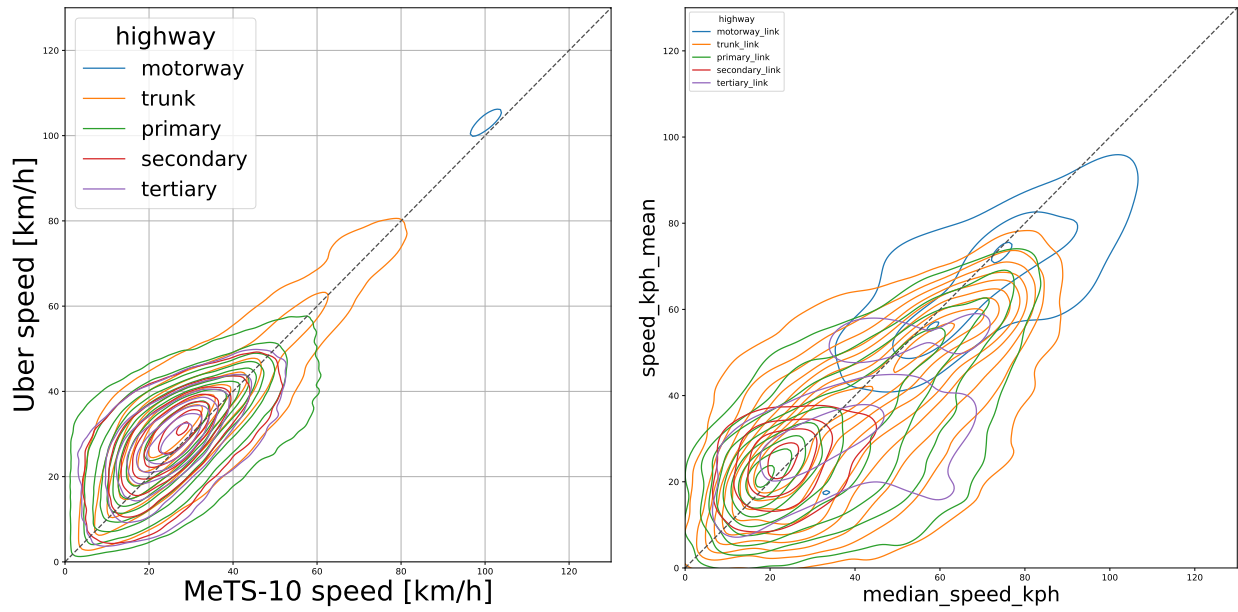 highway
motorway
trunk
primary
secondary
tertiary
Uber speed [km/h]
120
100
80
60
40
20
0
0 20 40 60 80 100 120
MeTS-10 speed [km/h]
highway
motorway_link
trunk_link
primary_link
secondary_link
tertiary_link
speed_kph_mean
120
100
80
60
40
20
0
0 20 40 60 80 100 120
median_speed_kph